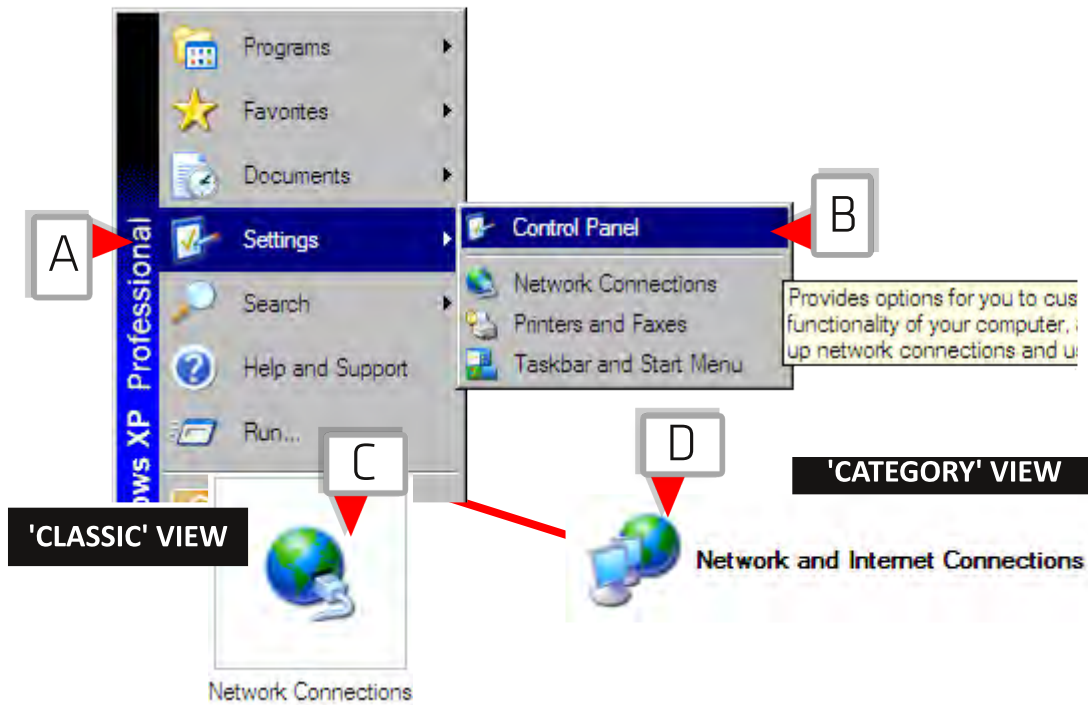 Programs
Favorites
Documents
A
Settings
Control Panel
B
Search
Network Connections
Provides options for you to cus
Printers and Faxes
functionality of your computer,
Help and Support
Taskbar and Start Menu
up network connections and
Run...
ows XP Professional
C
D
'CATEGORY' VIEW
'CLASSIC' VIEW
Network and Internet Connections
Network Connections